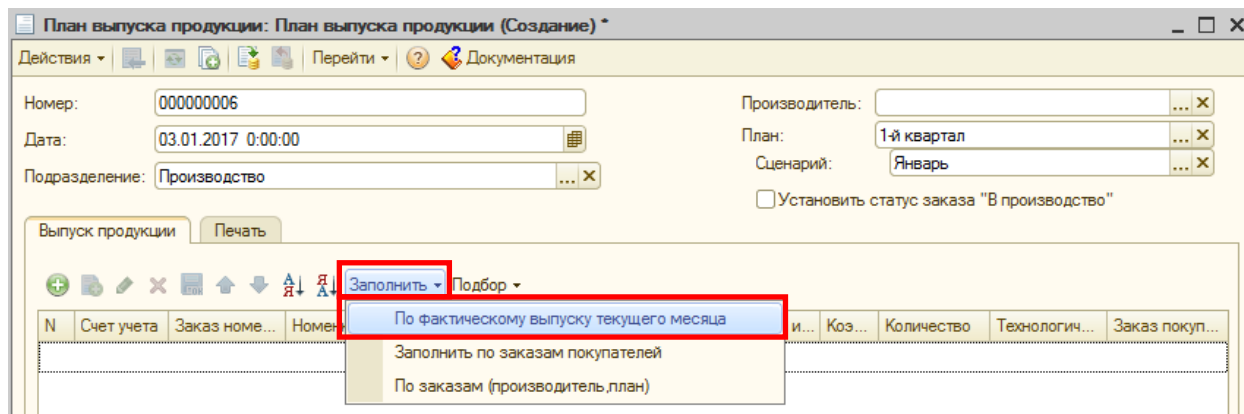 План выпуска продукции: План выпуска продукции (Создание) *
Действия Перейти ? Документация
Номер: 000000006 Производитель: ...
Дата: 03.01.2017 0:00:00 План: 1-й квартал ...
Подразделение: Производство ... Сценарий: Январь ...
Установить статус заказа "В производство"
Выпуск продукции Печать
Заполнить Подбор
N Счет учета Заказ номе... и... Коэ... Количество Технологич... Заказ покуп...
По фактическому выпуску текущего месяца
Заполнить по заказам покупателей
По заказам (производитель,план)